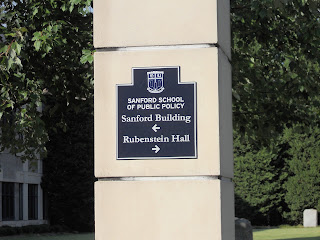 SANFORD SCHOOL
OF PUBLIC POLICY
Sanford Building
←
Rubenstein Hall
→